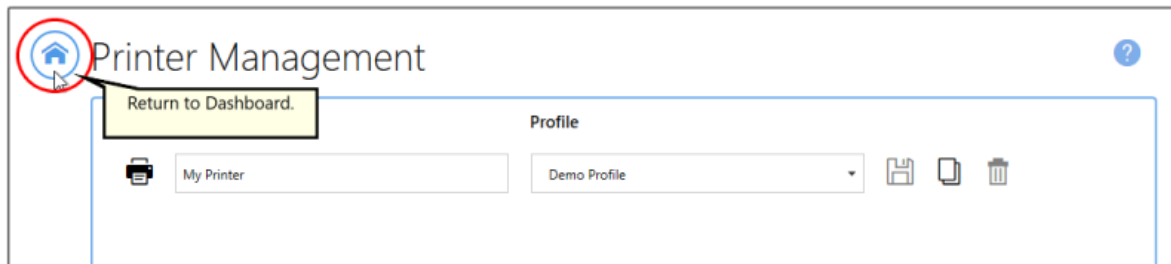 Printer Management
?
Return to Dashboard.
Profile
My Printer
Demo Profile